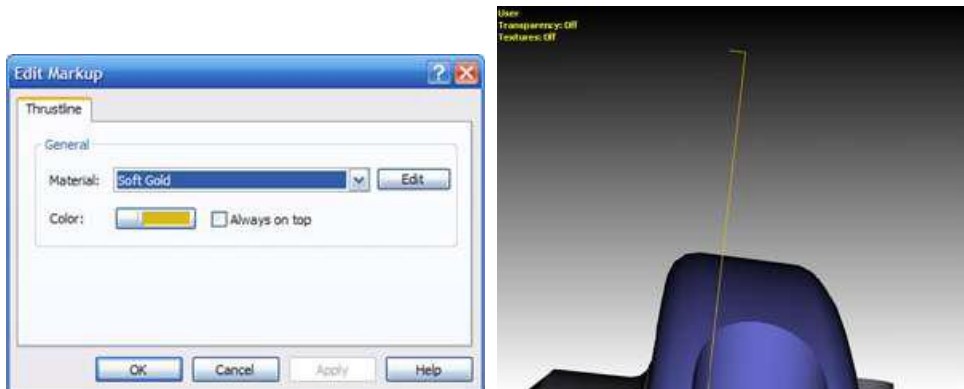 Edit Markup
Thrustline
General
Material: Soft Gold Edit
Color: Always on top
OK Cancel Apply Help
User
Transparency: Off
Textures: Off